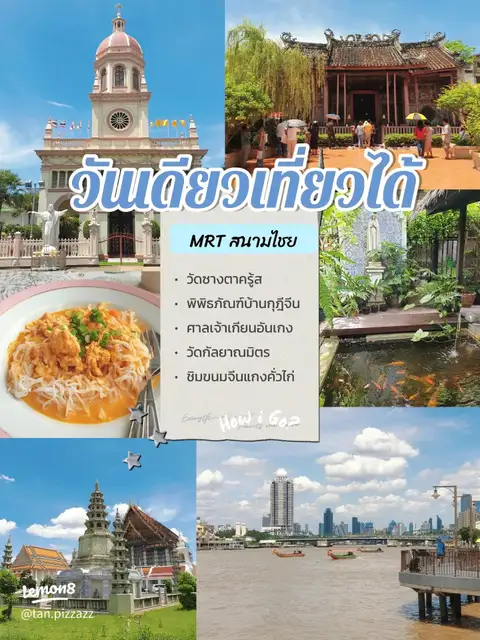 วันเดียวเที่ยวได้
MRT สนามไชย
• วัดซางตาครู้ส
• พิพิธภัณฑ์บ้านกุฎีจีน
• ศาลเจ้าเกียนอันเกง
• วัดกัลยาณมิตร
• ชิมขนมจีนแกงคั่วไก่
How i Go?
Lemon8
@tan.pizzazz